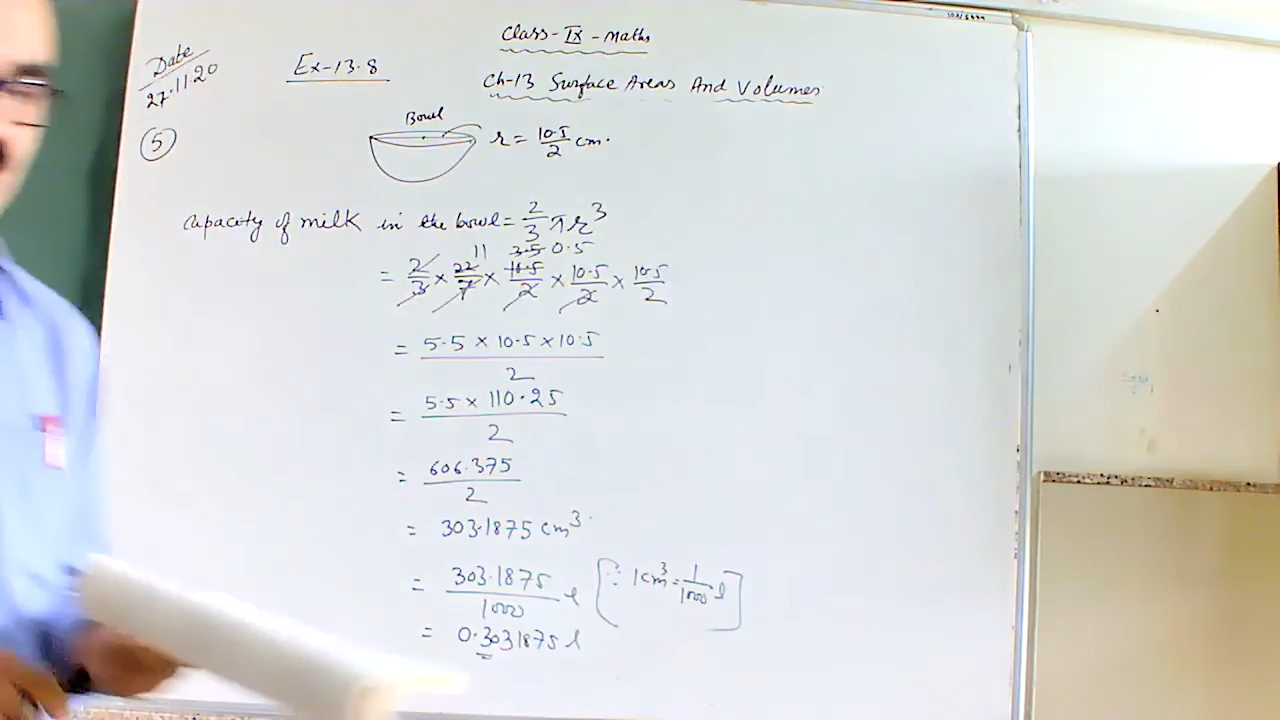 Class-IX-Maths
Date
27.11.20
Ex-13.8
Ch-13 Surface Areas And Volumes
5
Bowl
r = 10.5/2 cm.
Capacity of milk in the bowl = 2/3 πr³
11 3.5 0.5
= 2/3 × 22/7 × 10.5/2 × 10.5/2 × 10.5/2
= 5.5 × 10.5 × 10.5 / 2
= 5.5 × 110.25 / 2
= 606.375 / 2
= 303.1875 cm³
= 303.1875/1000 l [∵ 1cm³ = 1/1000 l]
= 0.3031875 l